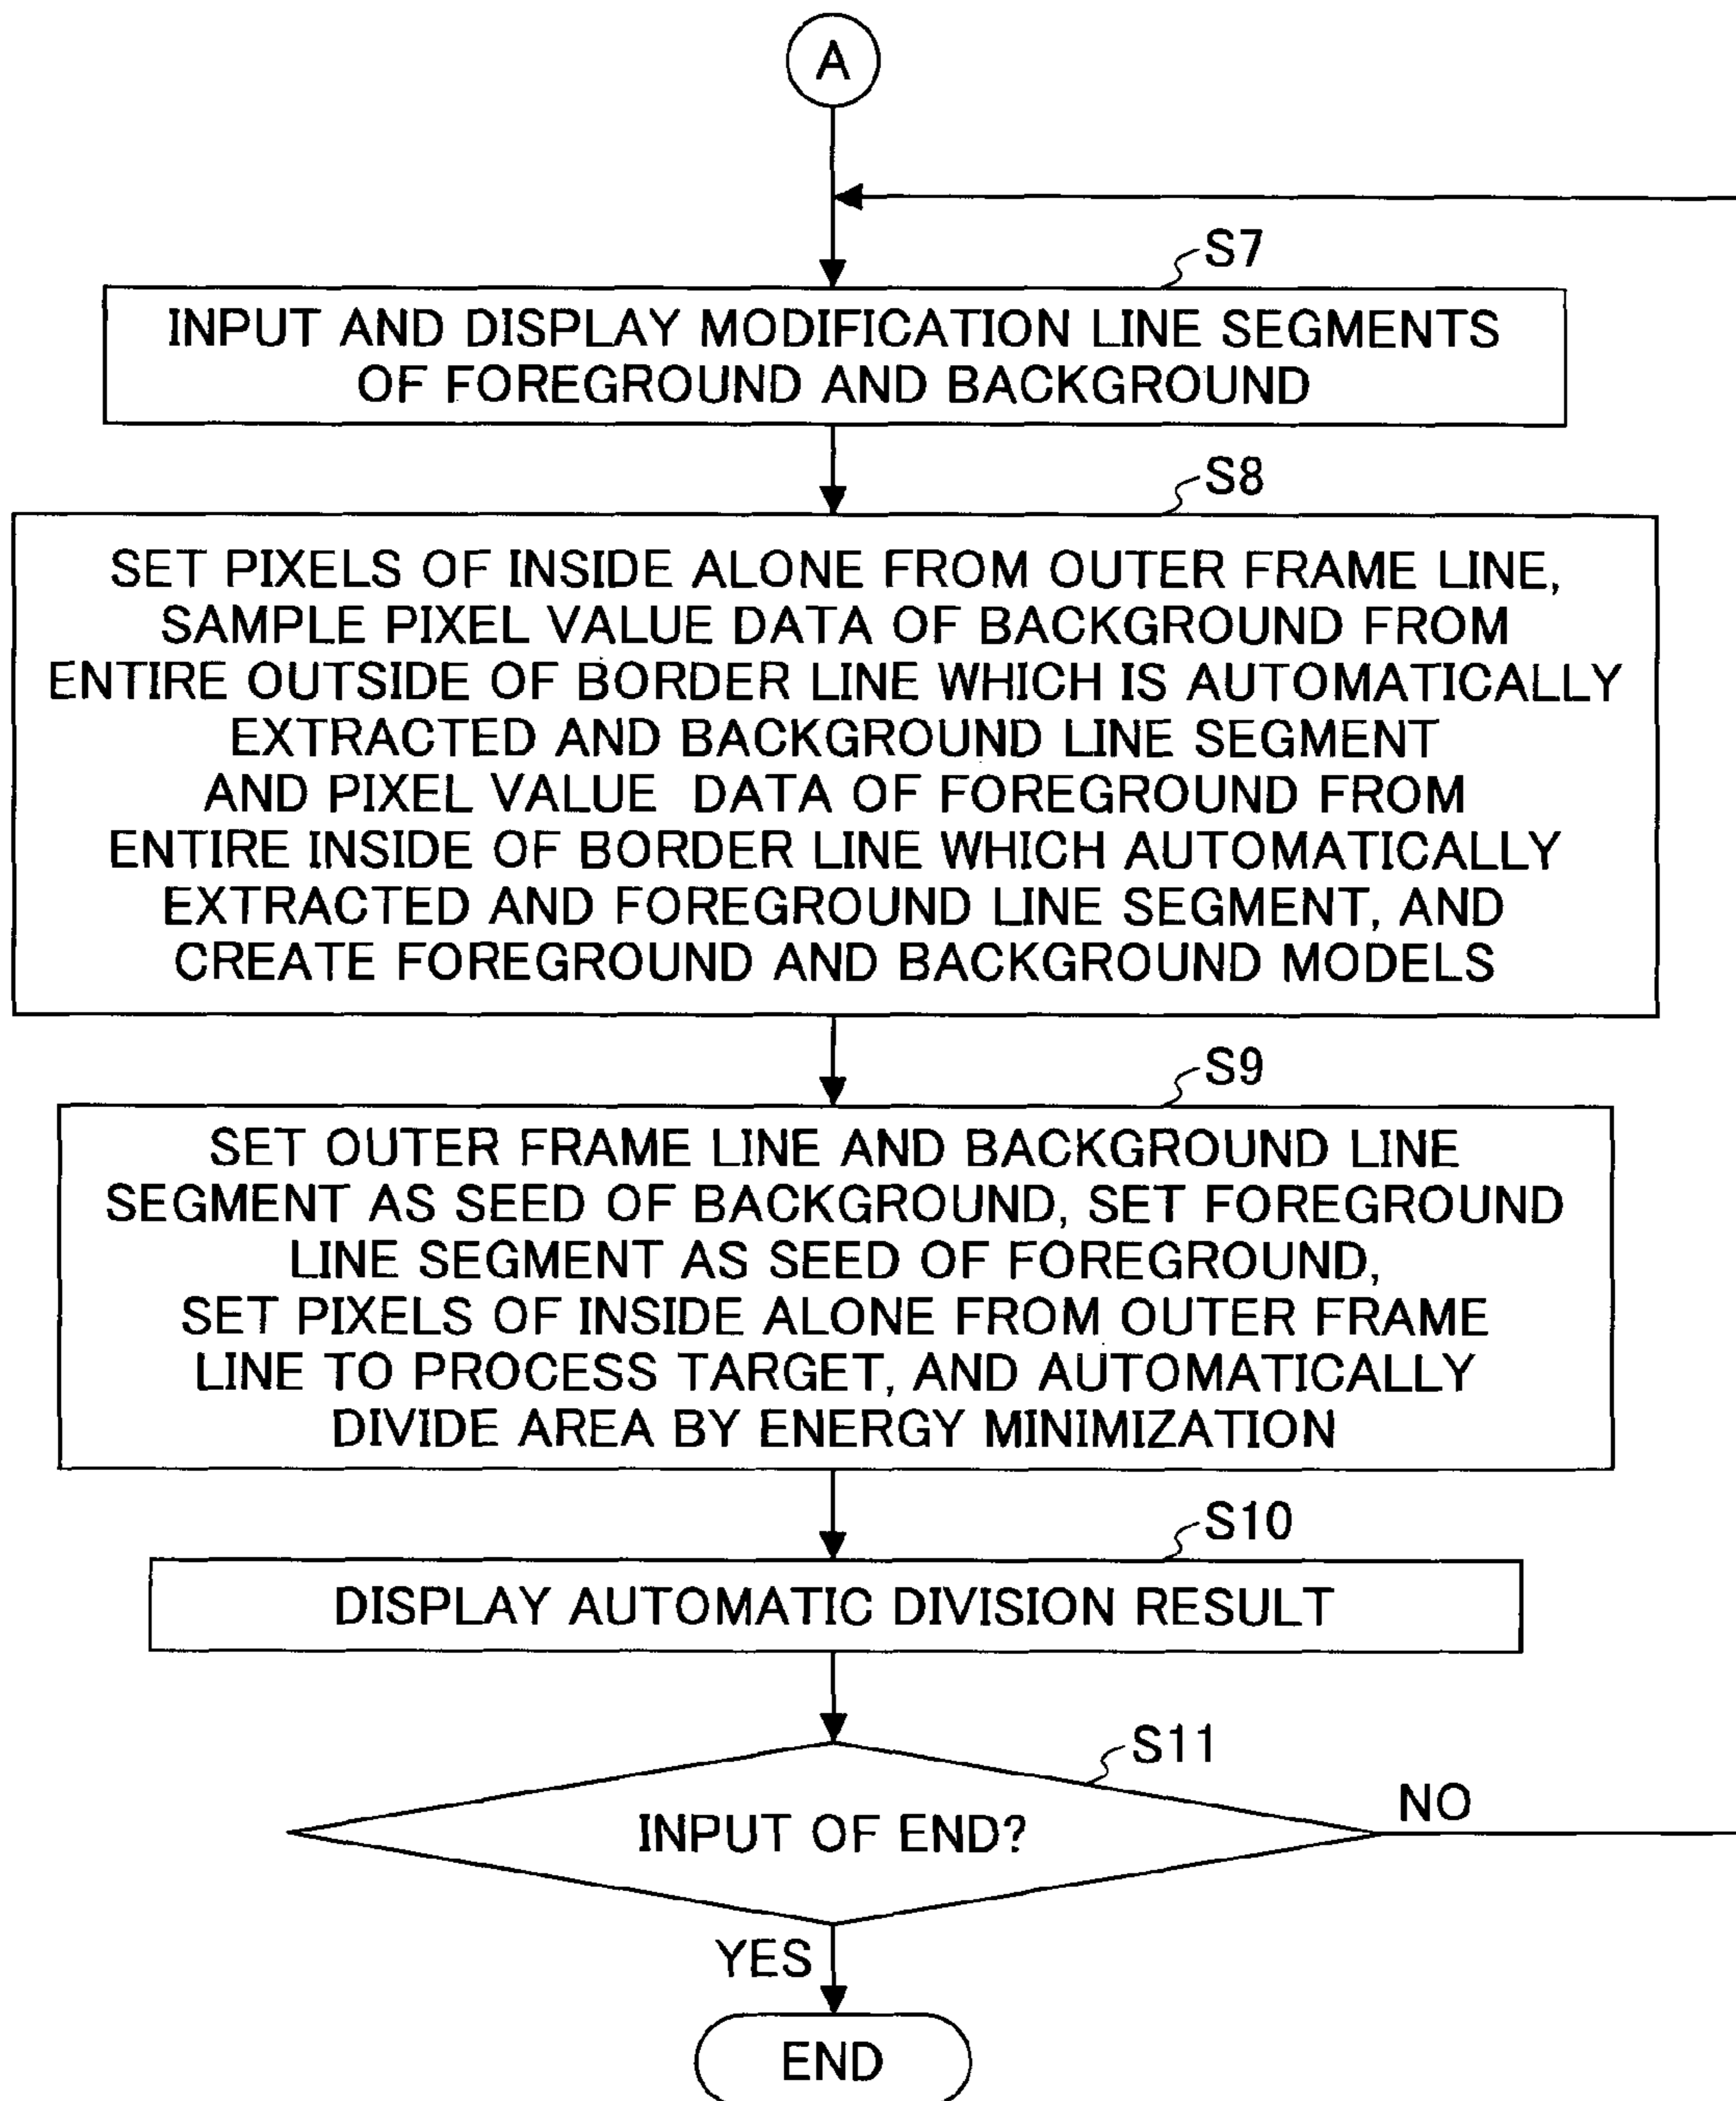 A
S7
INPUT AND DISPLAY MODIFICATION LINE SEGMENTS
OF FOREGROUND AND BACKGROUND
S8
SET PIXELS OF INSIDE ALONE FROM OUTER FRAME LINE,
SAMPLE PIXEL VALUE DATA OF BACKGROUND FROM
ENTIRE OUTSIDE OF BORDER LINE WHICH IS AUTOMATICALLY
EXTRACTED AND BACKGROUND LINE SEGMENT
AND PIXEL VALUE DATA OF FOREGROUND FROM
ENTIRE INSIDE OF BORDER LINE WHICH AUTOMATICALLY
EXTRACTED AND FOREGROUND LINE SEGMENT, AND
CREATE FOREGROUND AND BACKGROUND MODELS
S9
SET OUTER FRAME LINE AND BACKGROUND LINE
SEGMENT AS SEED OF BACKGROUND, SET FOREGROUND
LINE SEGMENT AS SEED OF FOREGROUND,
SET PIXELS OF INSIDE ALONE FROM OUTER FRAME
LINE TO PROCESS TARGET, AND AUTOMATICALLY
DIVIDE AREA BY ENERGY MINIMIZATION
S10
DISPLAY AUTOMATIC DIVISION RESULT
S11
INPUT OF END?
NO
YES
END